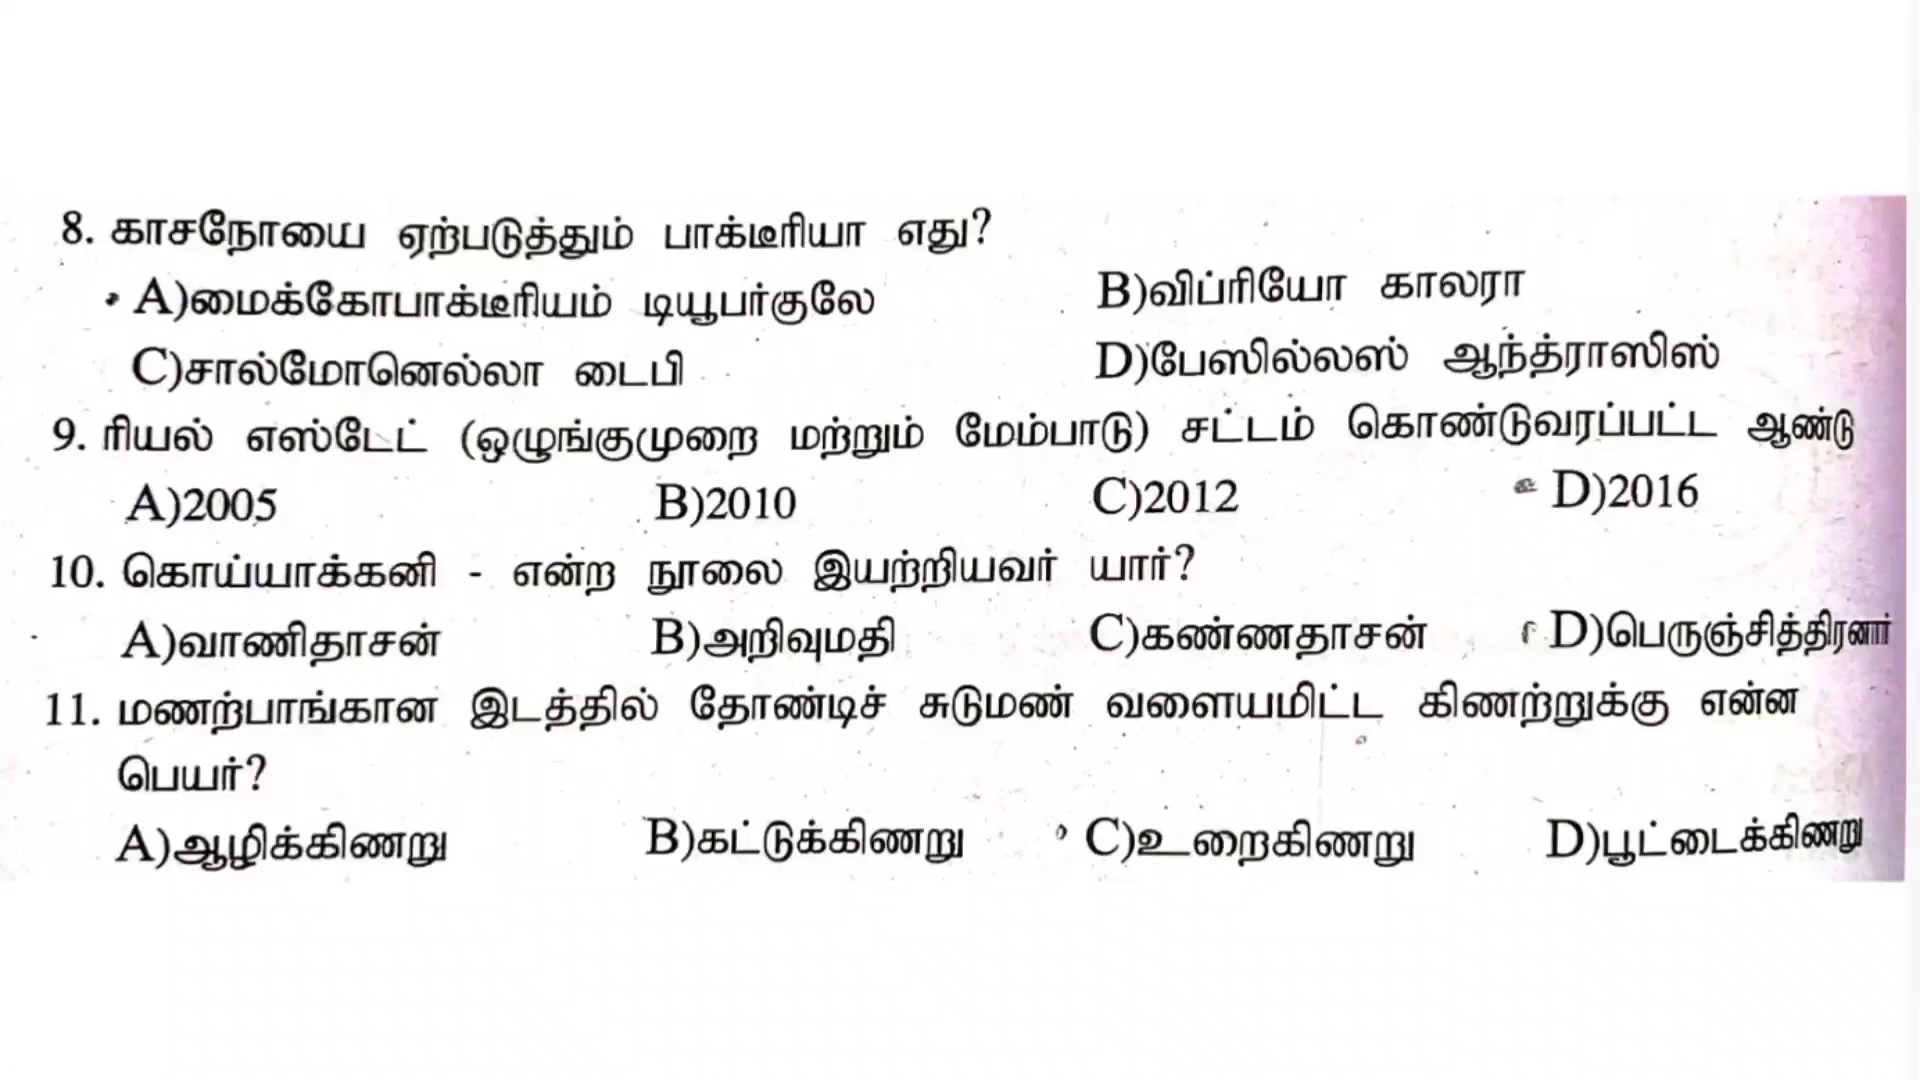 8. காசநோயை ஏற்படுத்தும் பாக்டீரியா எது?
A)மைக்கோபாக்டீரியம் டியூபர்குலே B)விப்ரியோ காலரா
C)சால்மோனெல்லா டைபி D)பேஸில்லஸ் ஆந்த்ராஸிஸ்
9. ரியல் எஸ்டேட் (ஒழுங்குமுறை மற்றும் மேம்பாடு) சட்டம் கொண்டுவரப்பட்ட ஆண்டு
A)2005 B)2010 C)2012 D)2016
10. கொய்யாக்கனி - என்ற நூலை இயற்றியவர் யார்?
A)வாணிதாசன் B)அறிவுமதி C)கண்ணதாசன் D)பெருஞ்சித்திரனார்
11. மணற்பாங்கான இடத்தில் தோண்டிச் சுடுமண் வளையமிட்ட கிணற்றுக்கு என்ன
பெயர்?
A)ஆழிக்கிணறு B)கட்டுக்கிணறு C)உறைகிணறு D)பூட்டைக்கிணறு